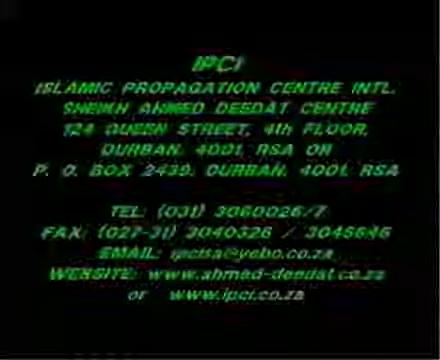 IPCI
ISLAMIC PROPAGATION CENTRE INTL.
SHEIKH AHMED DEEDAT CENTRE
124 QUEEN STREET, 4th FLOOR,
DURBAN, 4001, RSA OR
P. O. BOX 2439, DURBAN, 4001, RSA
TEL: (031) 3060026/7
FAX: (027-31) 3040326 /
EMAIL:
WEBSITE: www.ahmed-deedat.co.za
or www.ipci.co.za